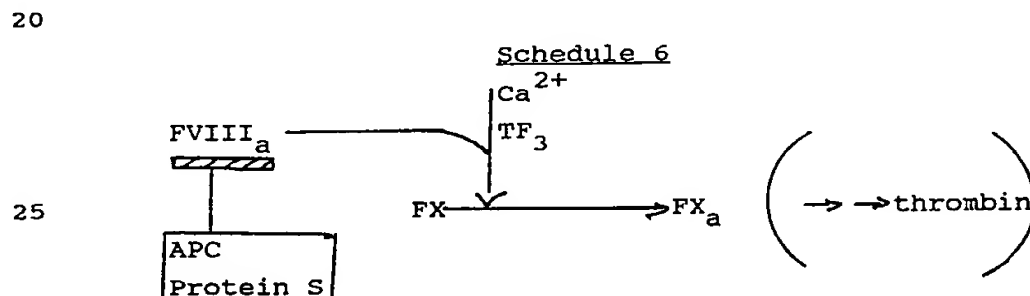 20
Schedule 6
Ca2+
FVIIIa
TF3
25
FX
FXa
thrombin
APC
Protein S